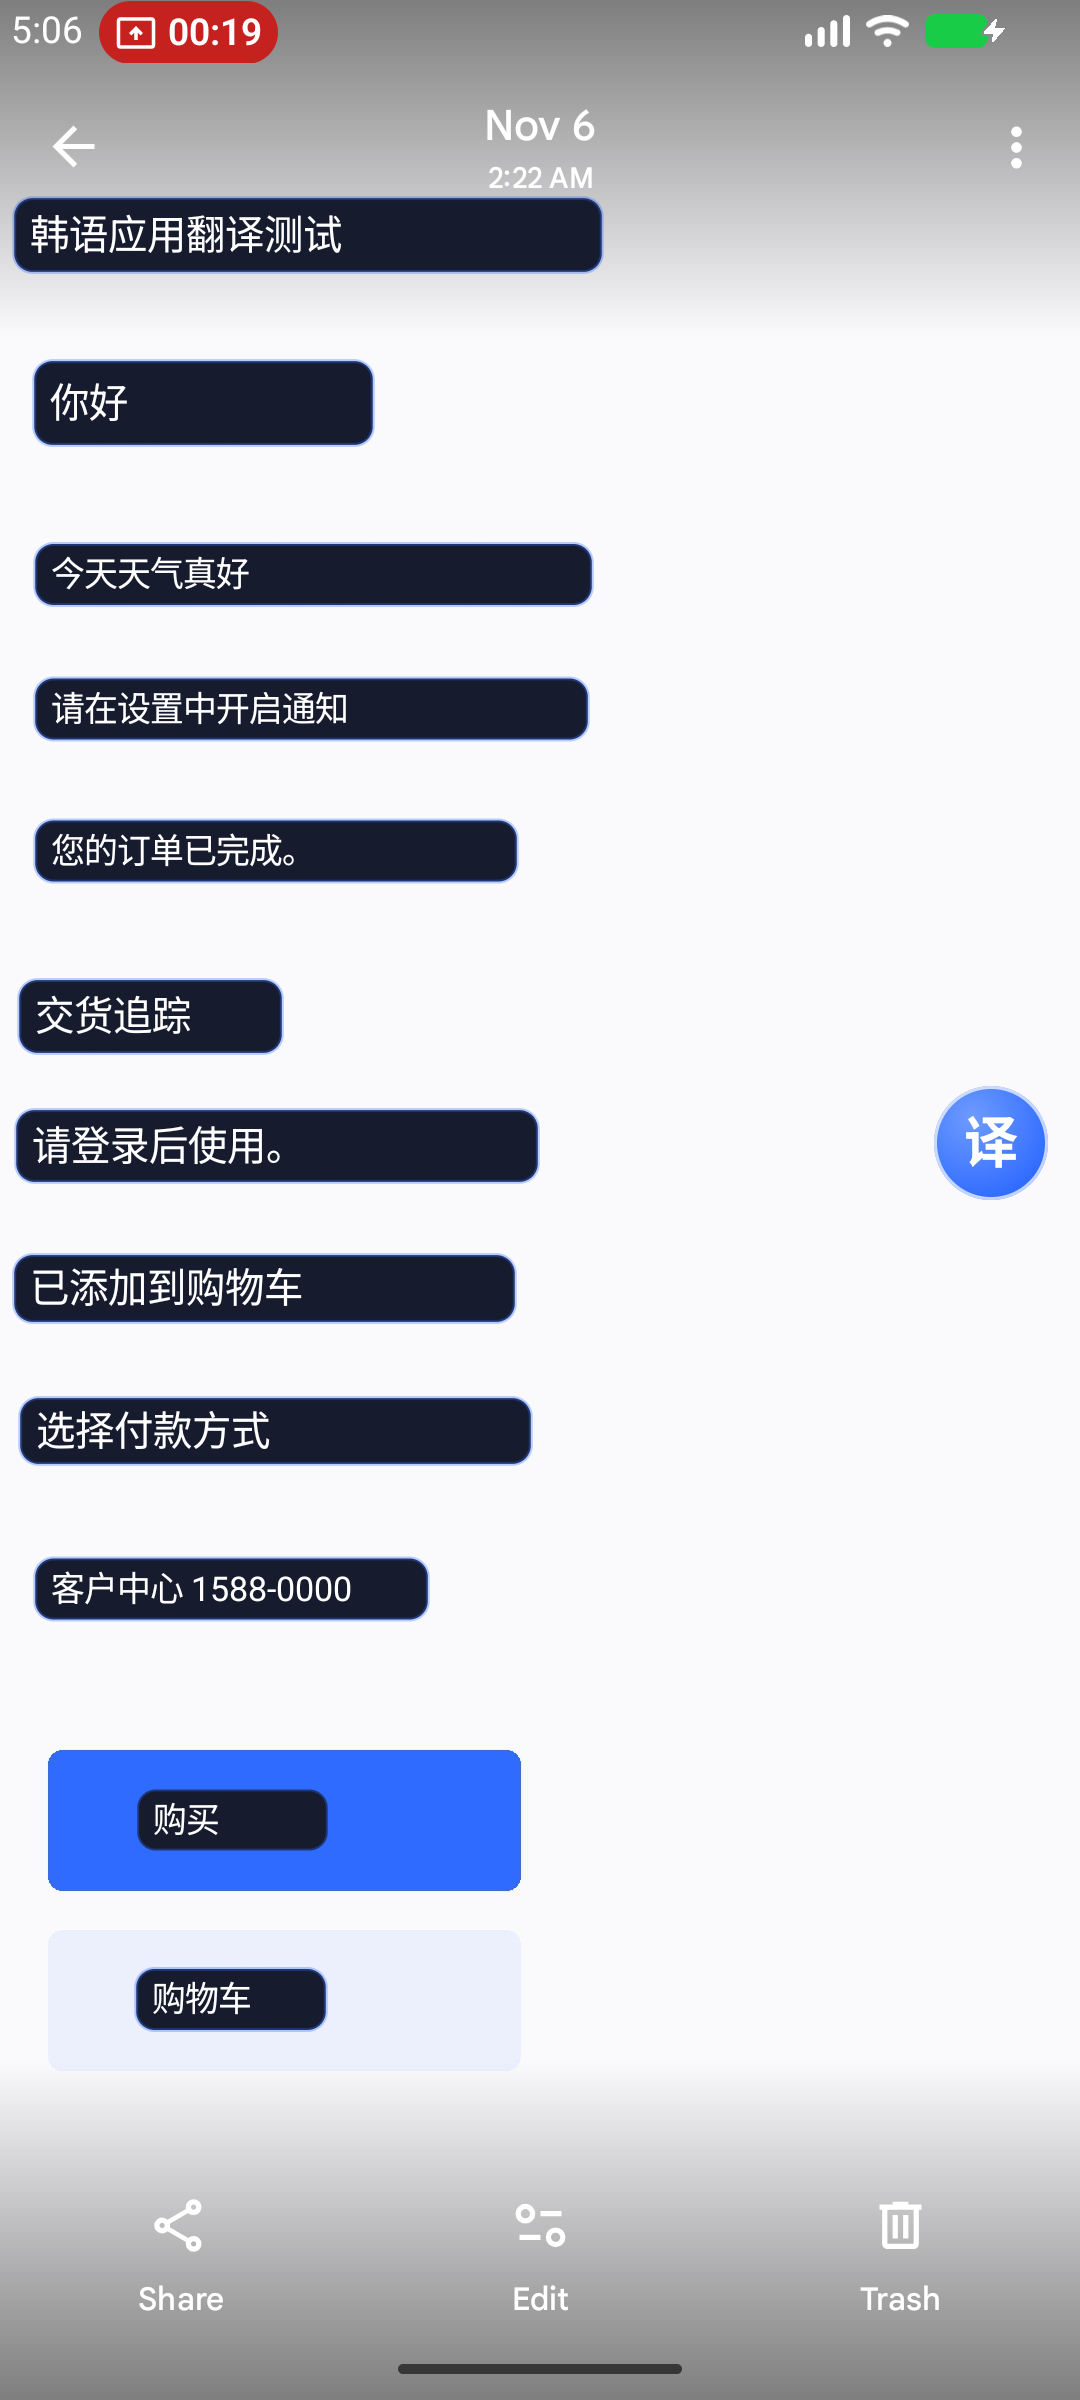 5:06 00:19
Nov 6
2:22 AM
韩语应用翻译测试
你好
今天天气真好
请在设置中开启通知
您的订单已完成。
交货追踪
译
请登录后使用。
已添加到购物车
选择付款方式
客户中心 1588-0000
购买
购物车
Share Edit Trash